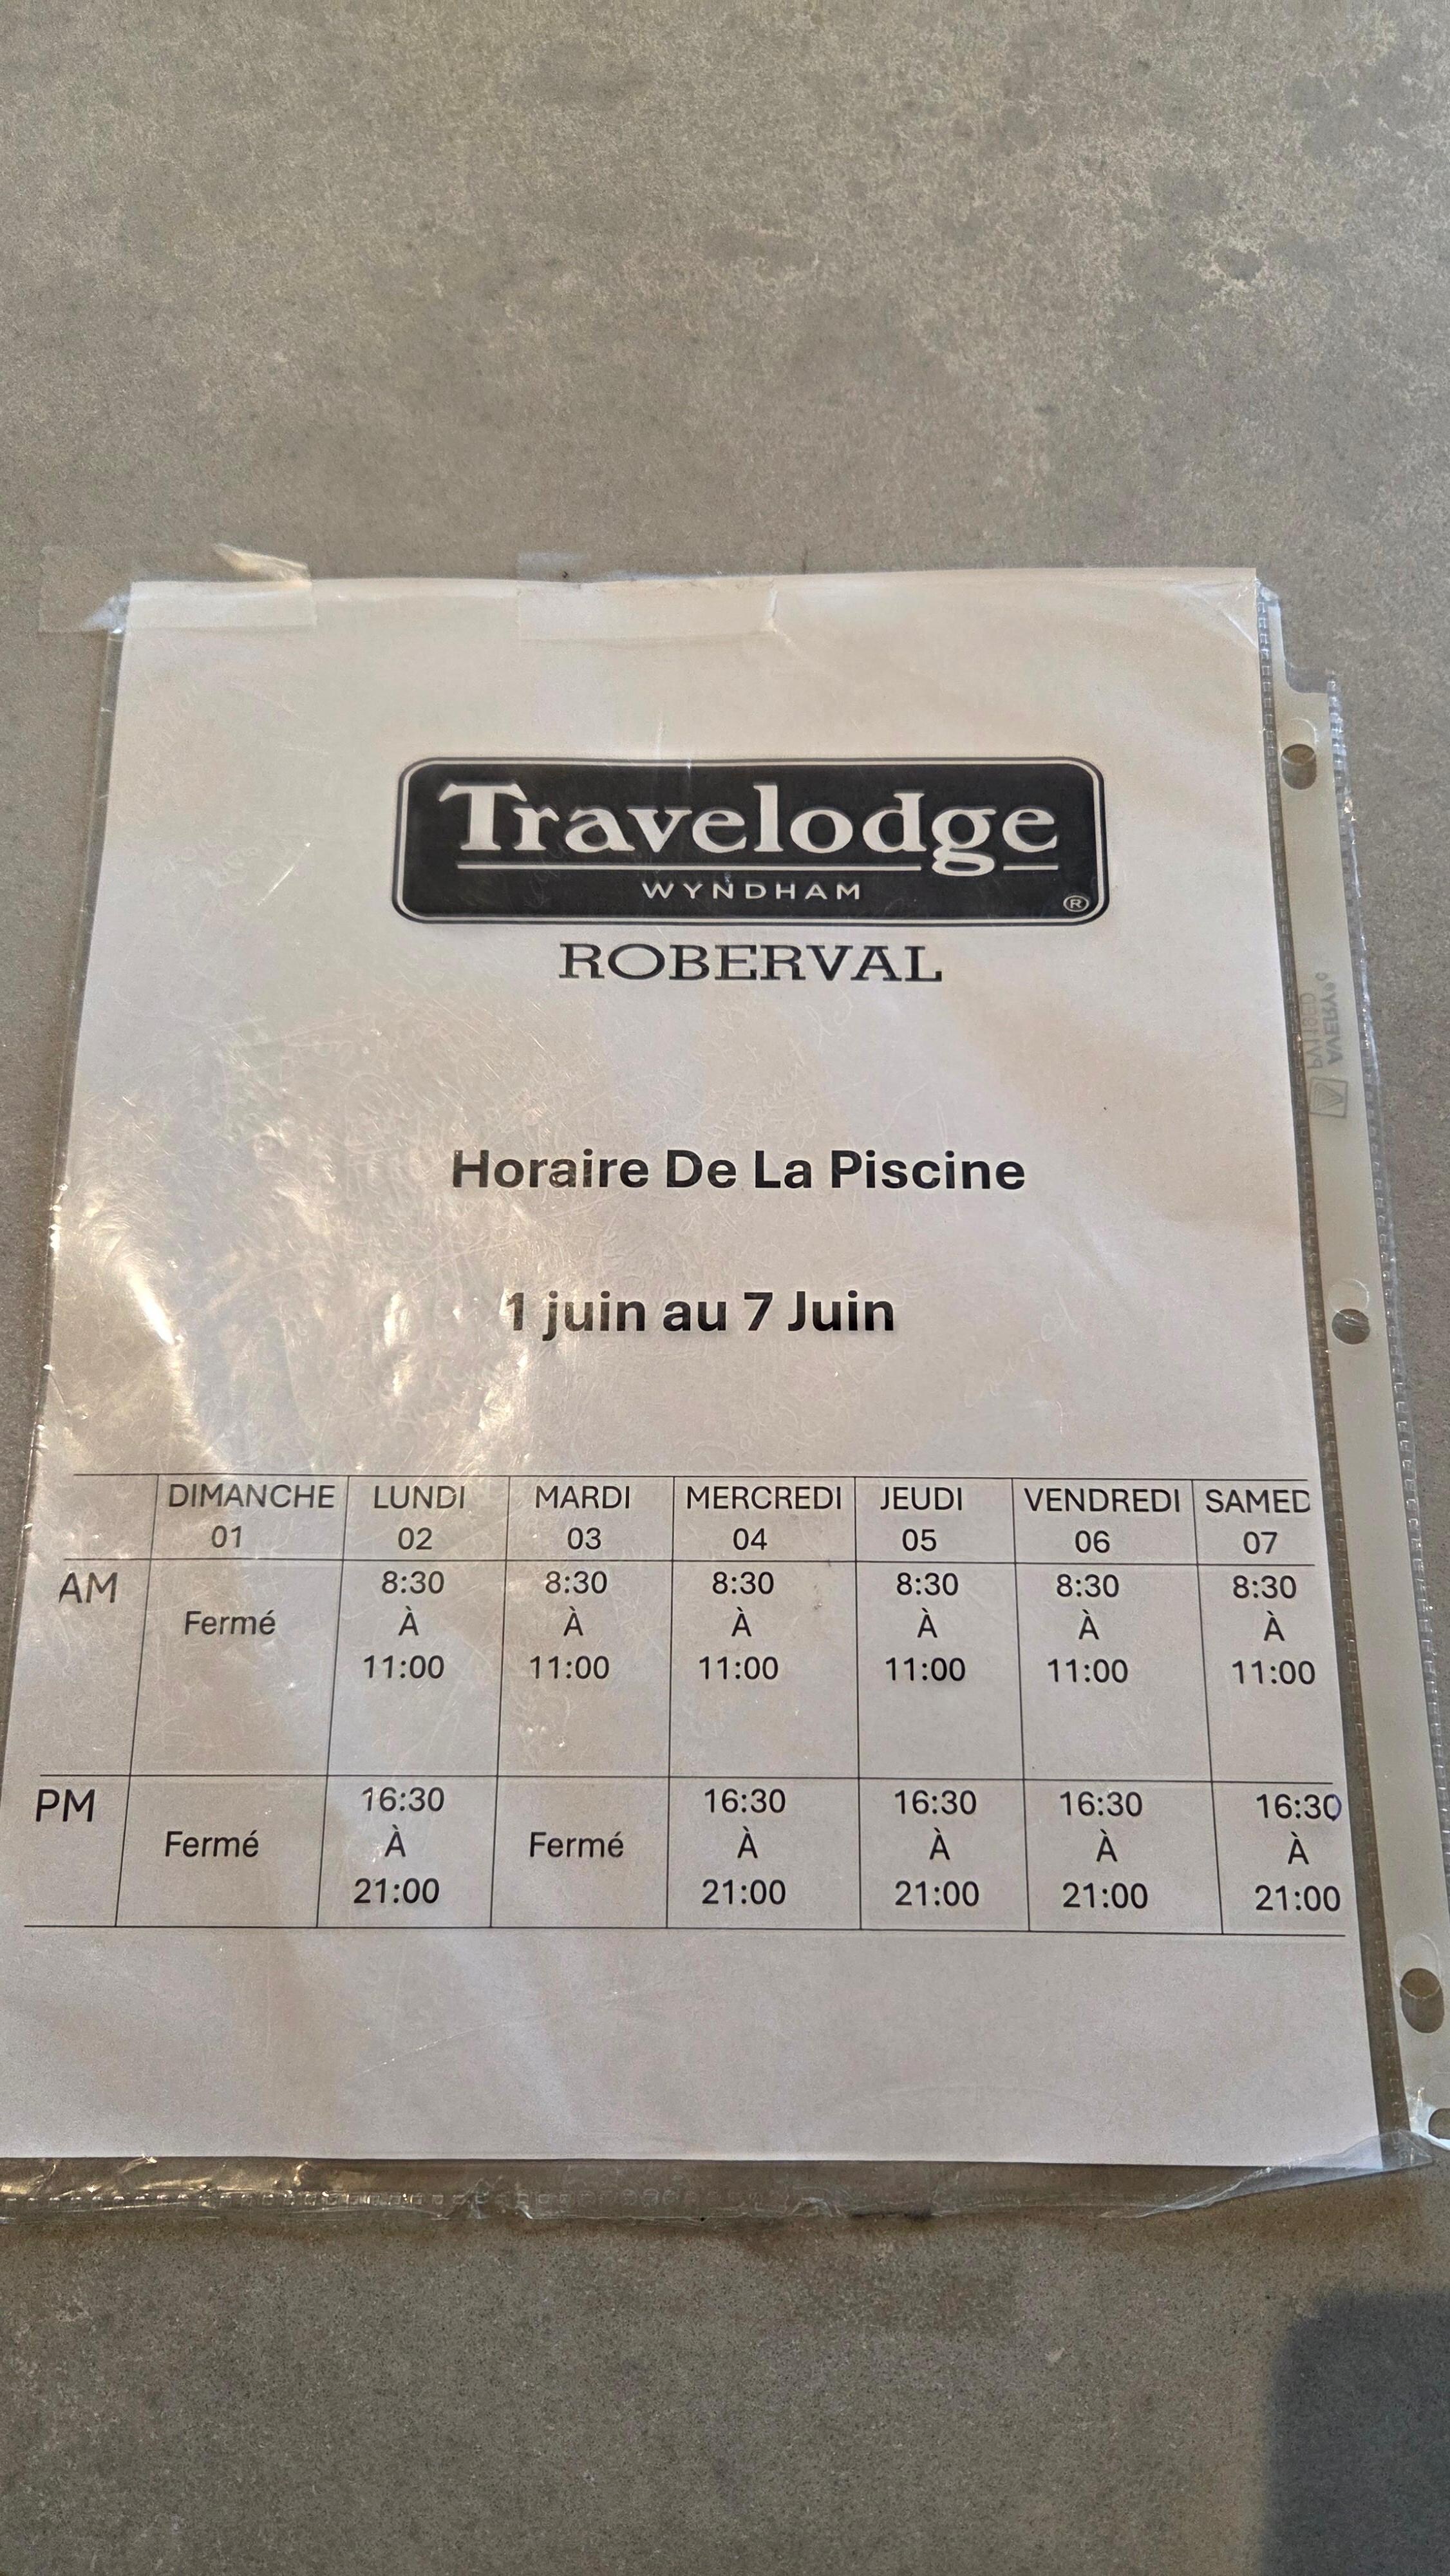 Travelodge
WYNDHAM
®
ROBERVAL
Horaire De La Piscine
1 juin au 7 Juin
DIMANCHE LUNDI MARDI MERCREDI JEUDI VENDREDI SAMED
01 02 03 04 05 06 07
AM 8:30 8:30 8:30 8:30 8:30 8:30
Fermé À À À À À À
11:00 11:00 11:00 11:00 11:00 11:00
PM 16:30 16:30 16:30 16:30 16:30
Fermé À Fermé À À À À
21:00 21:00 21:00 21:00 21:00
AVERY